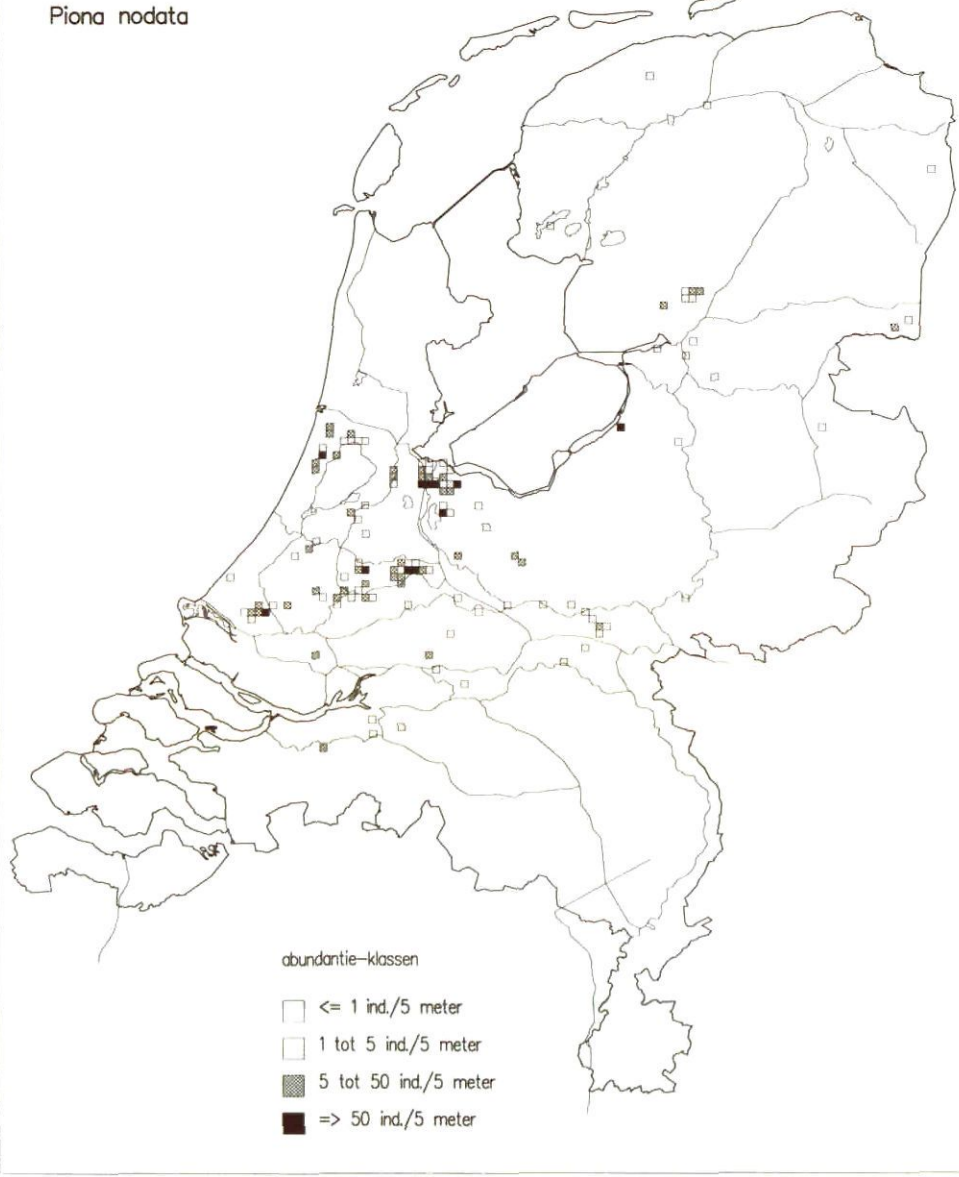 Piona nodata
abundantie-klassen
<= 1 ind./5 meter
1 tot 5 ind./5 meter
5 tot 50 ind./5 meter
=> 50 ind./5 meter